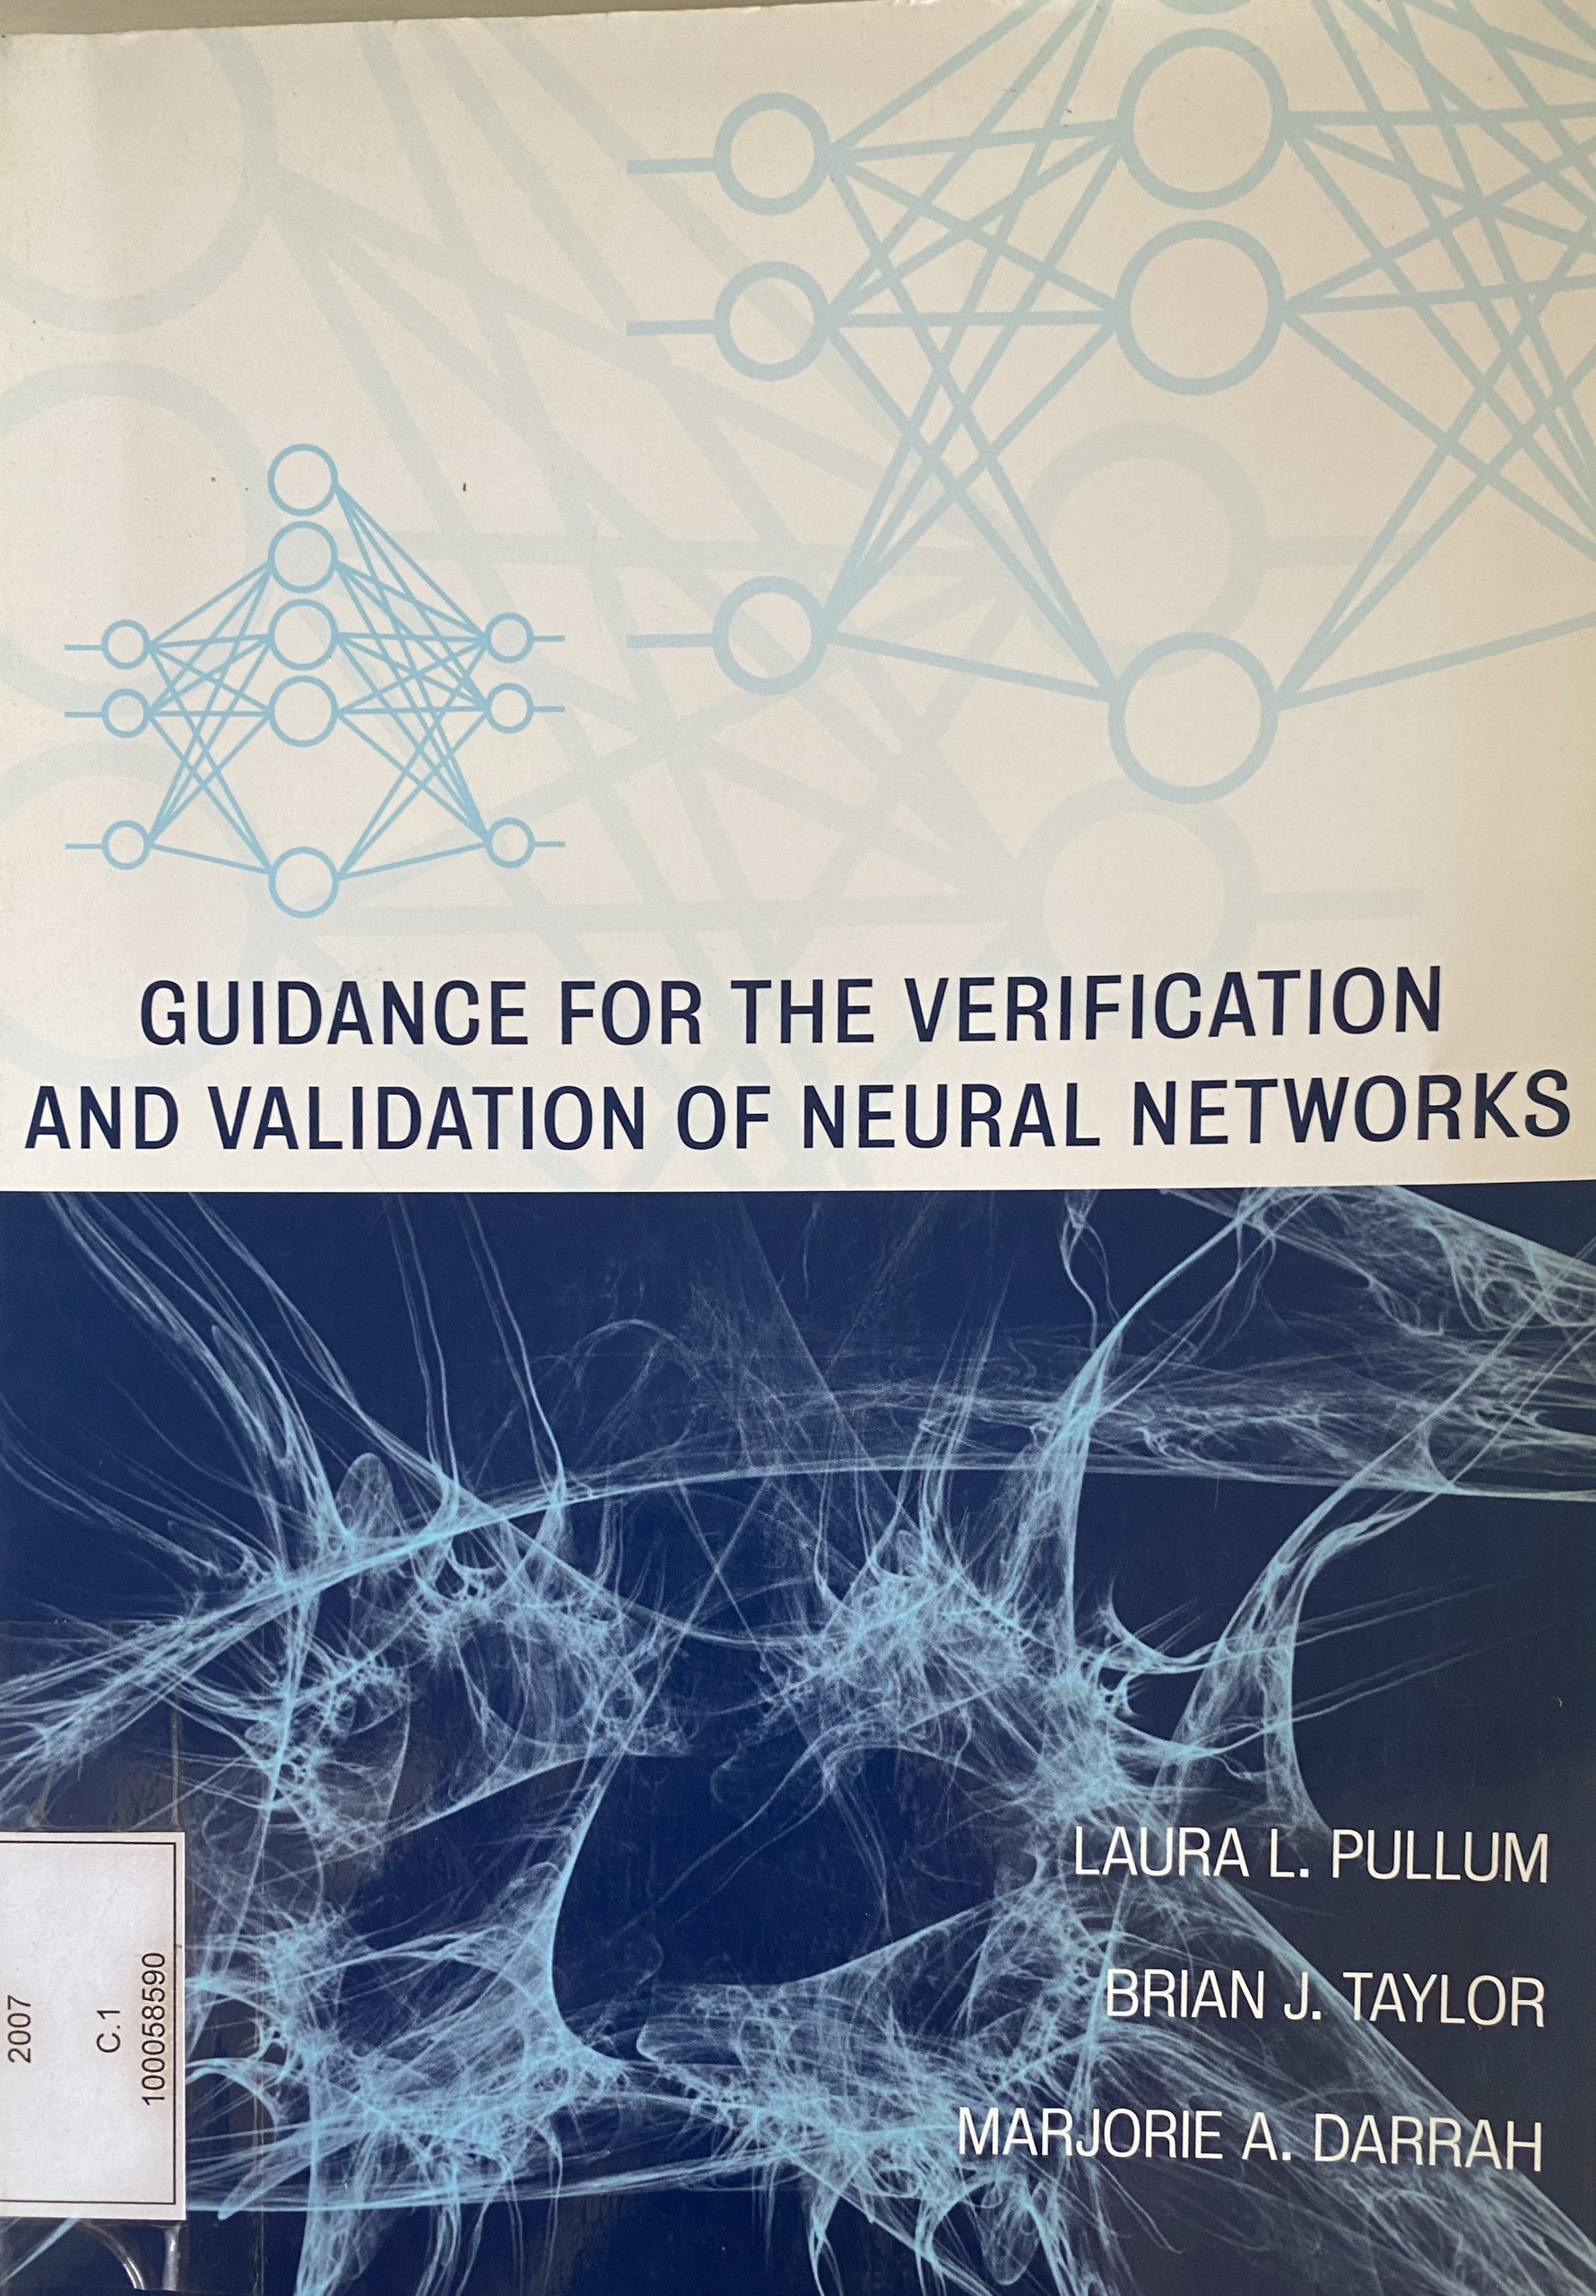 GUIDANCE FOR THE VERIFICATION
AND VALIDATION OF NEURAL NETWORKS
LAURA L. PULLUM
BRIAN J. TAYLOR
MARJORIE A. DARRAH
2007
C.1
100058590